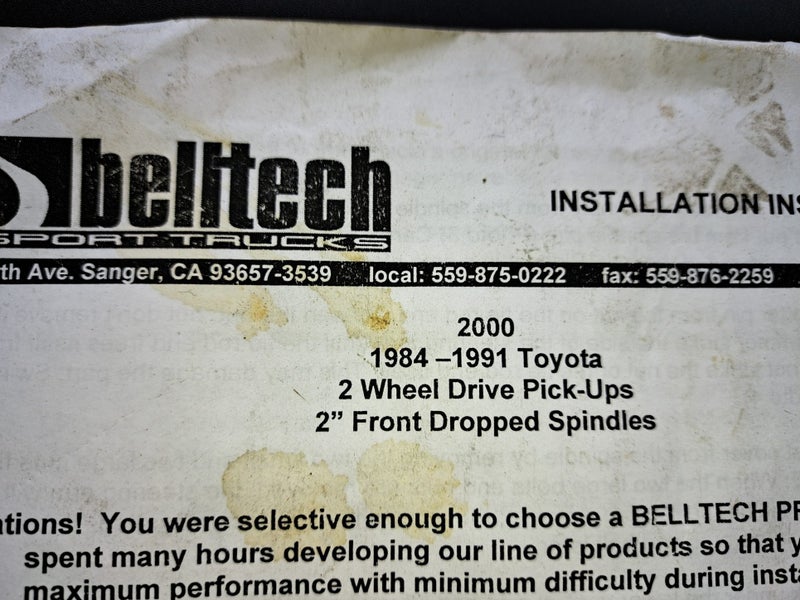 belltech
SPORT TRUCKS
INSTALLATION INS
th Ave. Sanger, CA 93657-3539 local: 559-875-0222 fax: 559-876-2259
2000
1984 –1991 Toyota
2 Wheel Drive Pick-Ups
2” Front Dropped Spindles
ations! You were selective enough to choose a BELLTECH PR
spent many hours developing our line of products so that y
maximum performance with minimum difficulty during insta